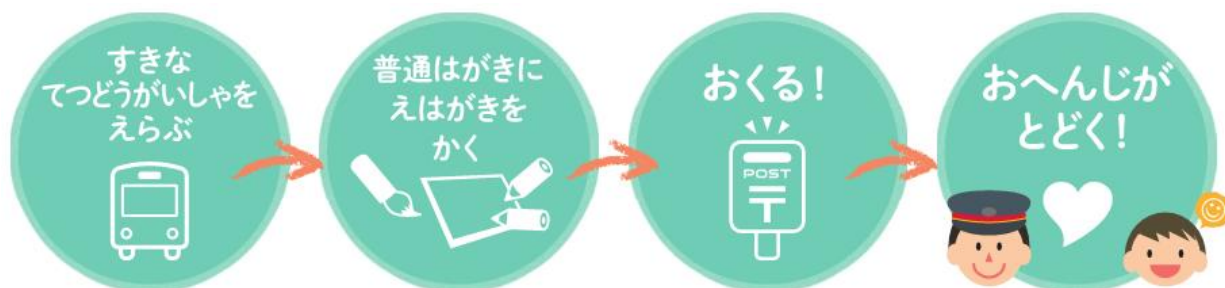 すきな
てつどうがいしゃを
えらぶ
普通はがきに
えはがきを
かく
おくる！
POST
〒
おへんじが
とどく！